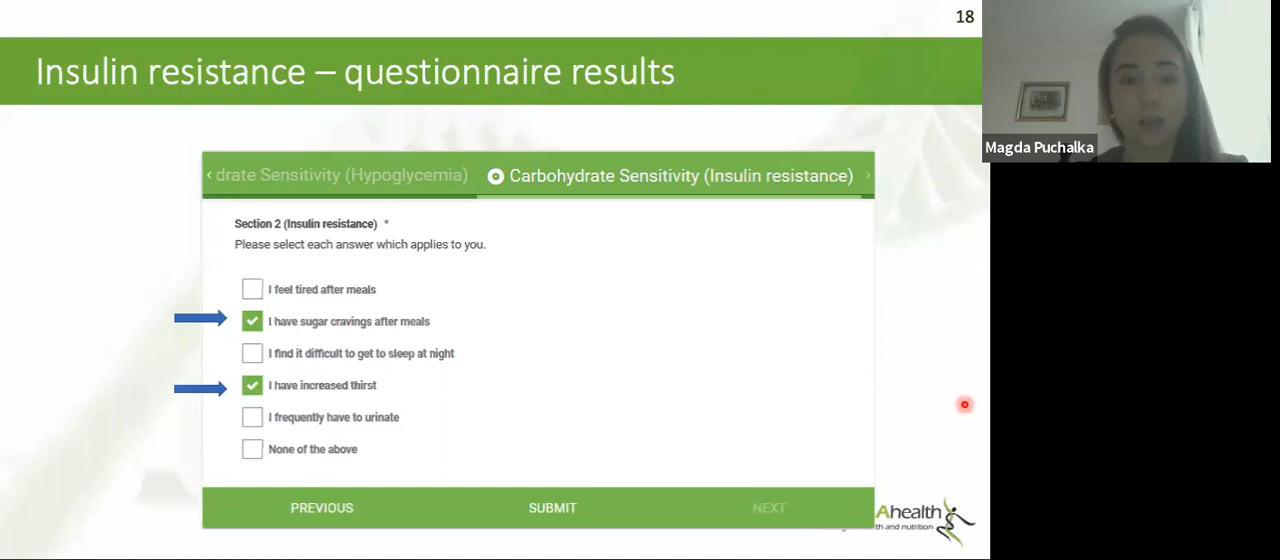 18
Insulin resistance – questionnaire results
Magda Puchalka
drate Sensitivity (Hypoglycemia)
Carbohydrate Sensitivity (Insulin resistance)
Section 2 (Insulin resistance) *
Please select each answer which applies to you.
I feel tired after meals
I have sugar cravings after meals
I find it difficult to get to sleep at night
I have increased thirst
I frequently have to urinate
None of the above
PREVIOUS
SUBMIT
NEXT
Ahealth
th and nutrition